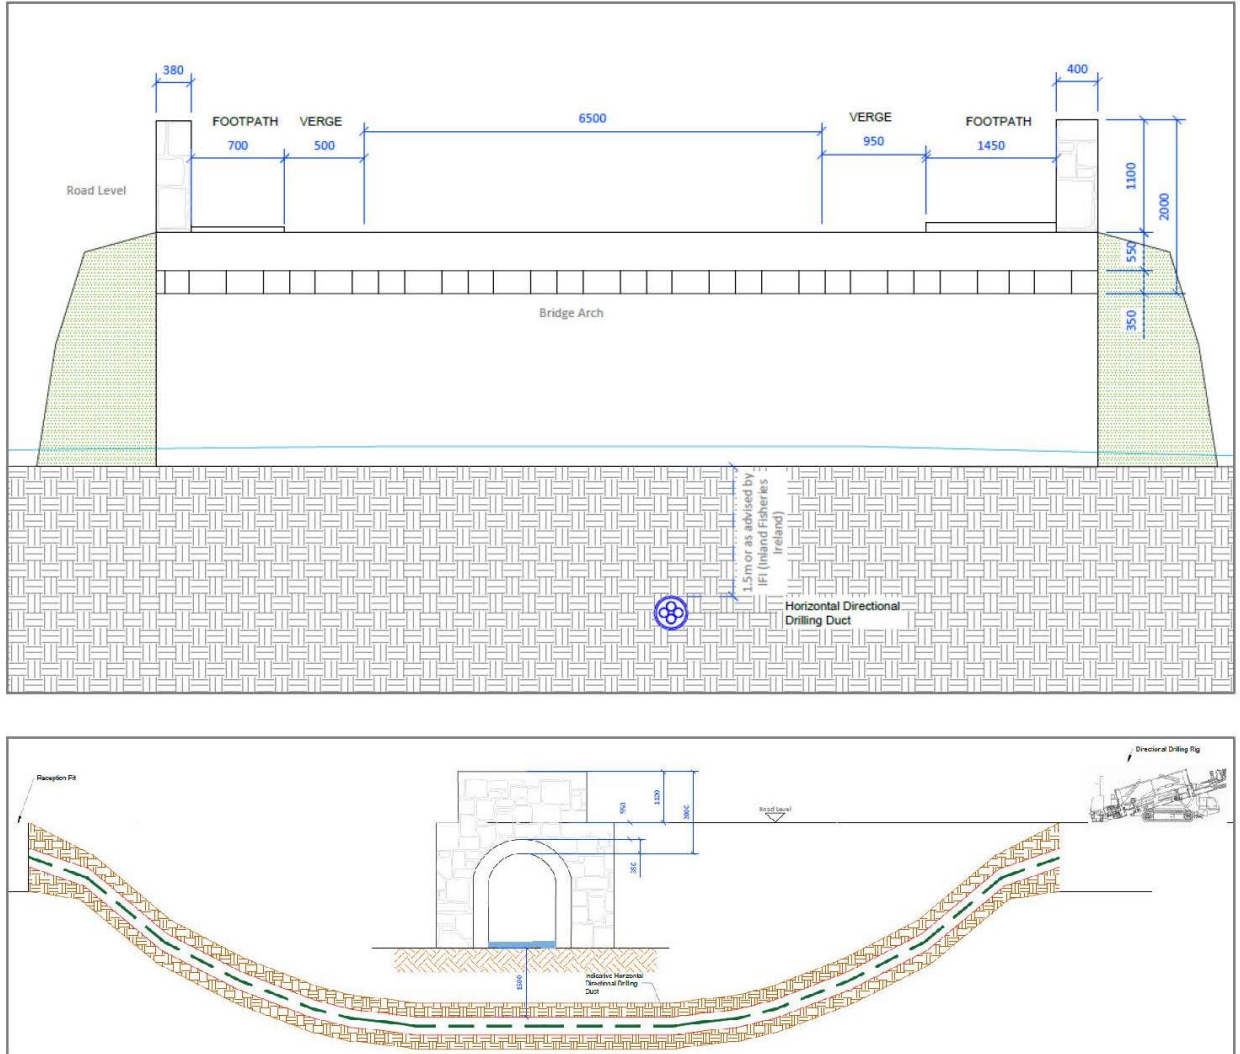 380
400
FOOTPATH
VERGE
6500
VERGE
FOOTPATH
700
500
950
1450
Road Level
1100
2000
550
350
Bridge Arch
1.5m or as advised by
IFI (Inland Fisheries
Ireland)
Horizontal Directional
Drilling Duct
Directional Drilling Rig
Reception Pit
550
1100
2000
Road Level
350
1500
Indicative Horizontal
Directional Drilling
Duct